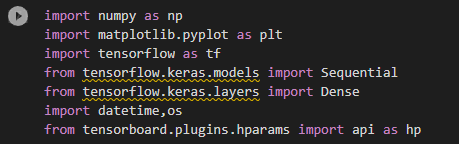 import numpy as np
import matplotlib.pyplot as plt
import tensorflow as tf
from tensorflow.keras.models import Sequential
from tensorflow.keras.layers import Dense
import datetime,os
from tensorboard.plugins.hparams import api as hp